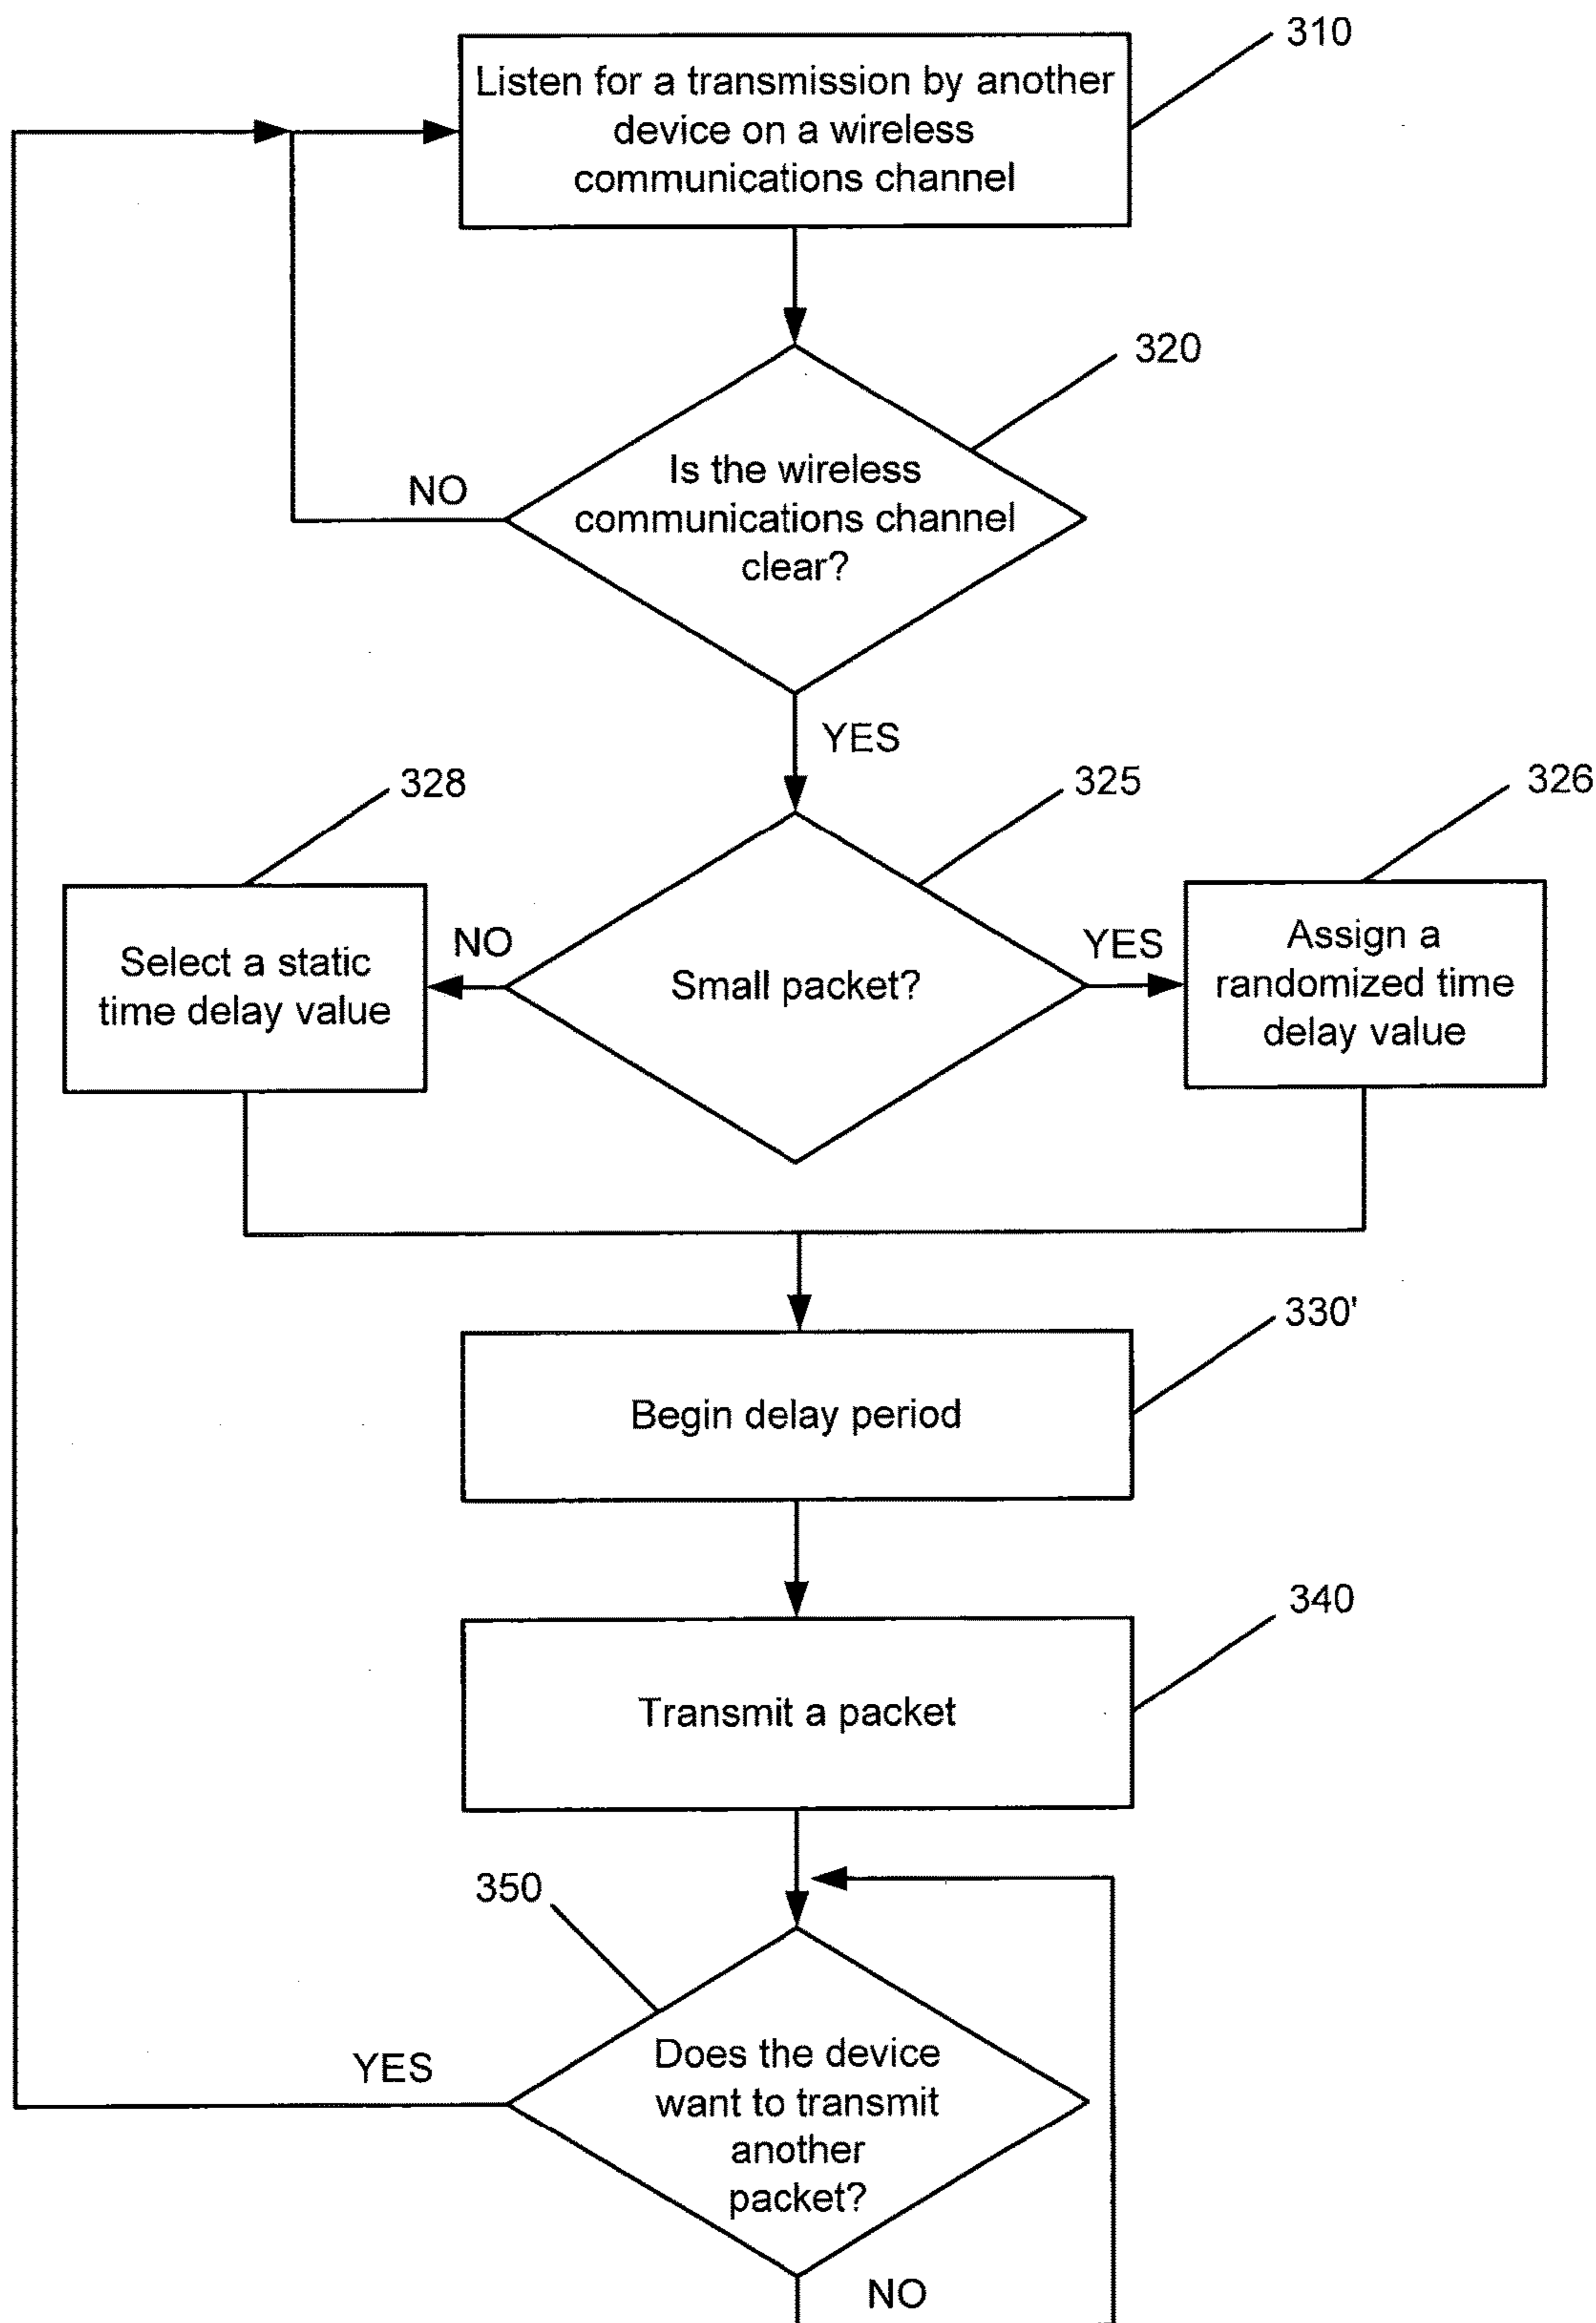 310
Listen for a transmission by another
device on a wireless
communications channel
320
Is the wireless
communications channel
clear?
NO
YES
328
325
326
Select a static
time delay value
NO
Small packet?
YES
Assign a
randomized time
delay value
330'
Begin delay period
340
Transmit a packet
350
Does the device
want to transmit
another
packet?
YES
NO